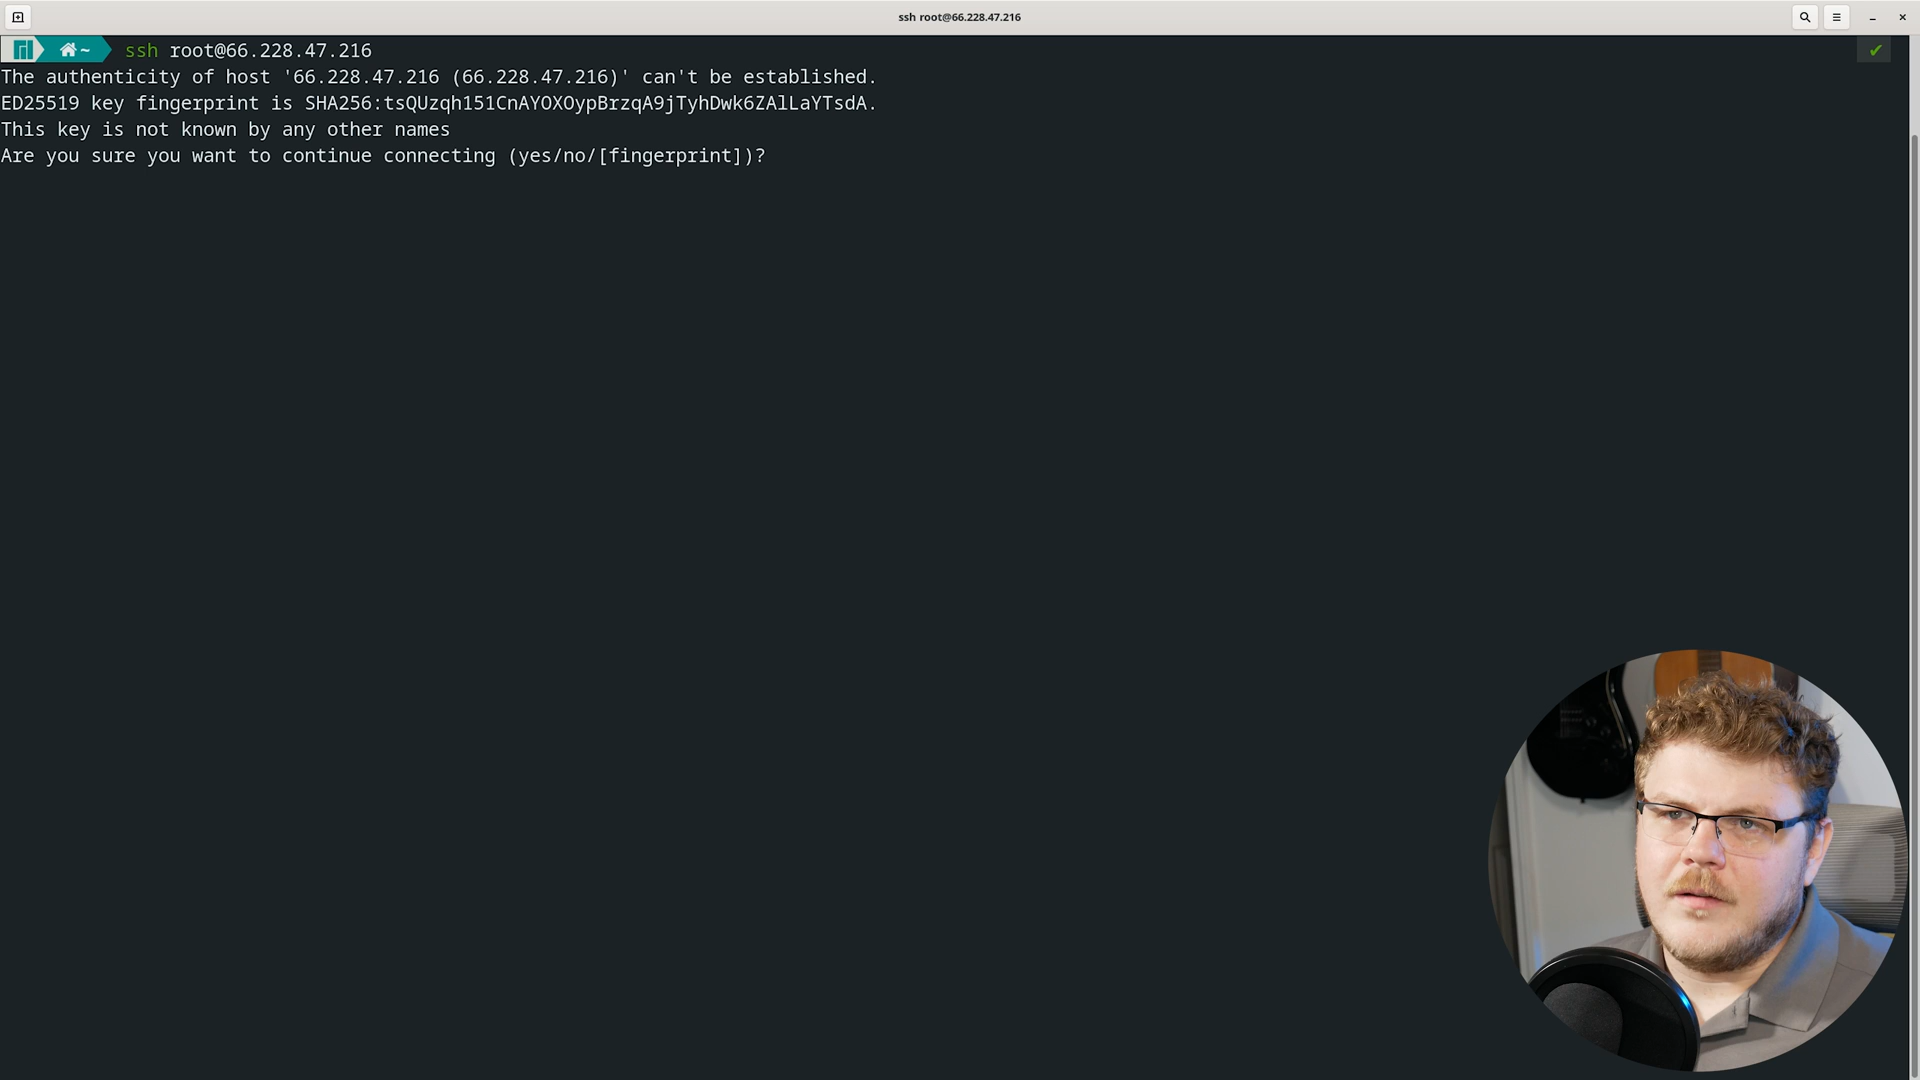 ssh root@66.228.47.216
~ ssh root@66.228.47.216
The authenticity of host '66.228.47.216 (66.228.47.216)' can't be established.
ED25519 key fingerprint is SHA256:tsQUzqh151CnAYOXOypBrzqA9jTyhDwk6ZAlLaYTsdA.
This key is not known by any other names
Are you sure you want to continue connecting (yes/no/[fingerprint])?